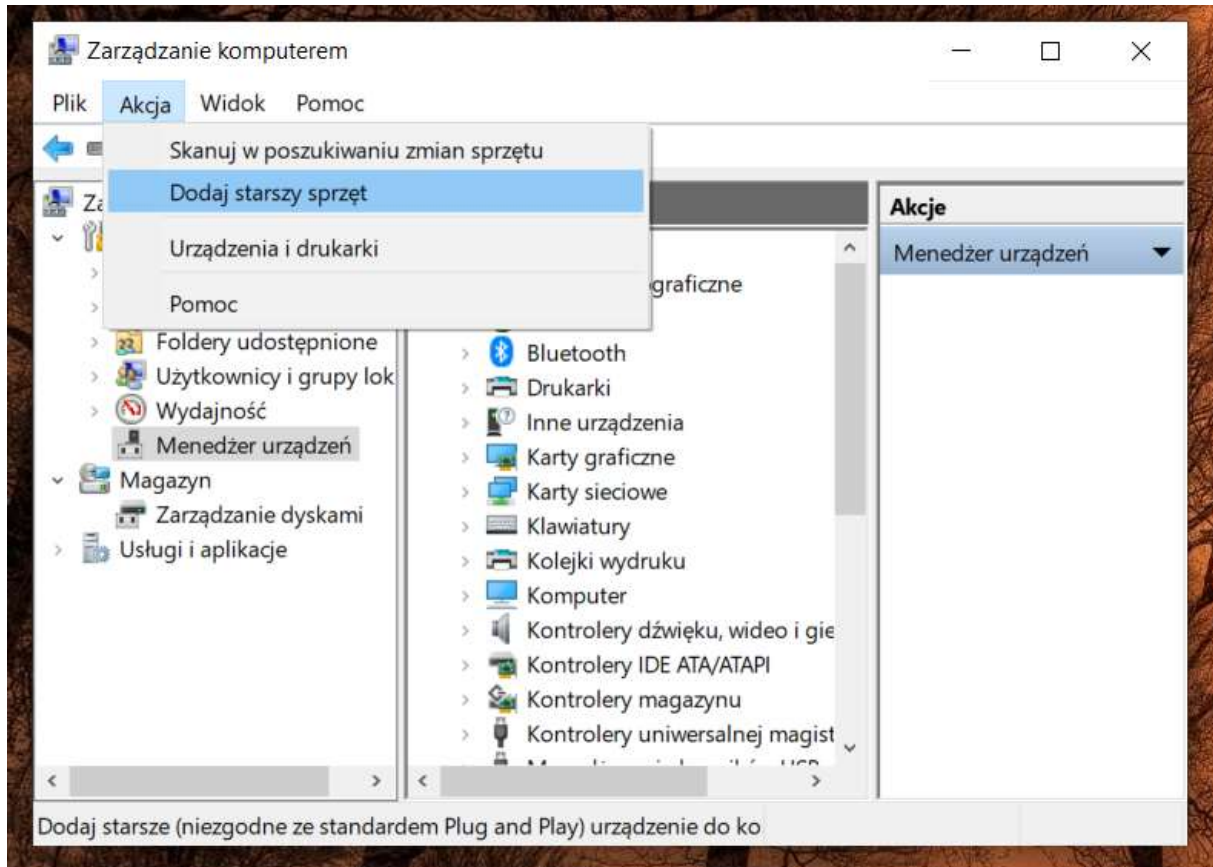 Zarządzanie komputerem
Plik Akcja Widok Pomoc
Skanuj w poszukiwaniu zmian sprzętu
Dodaj starszy sprzęt
Urządzenia i drukarki
Pomoc
Foldery udostępnione
Użytkownicy i grupy lok
Wydajność
Menedżer urządzeń
Magazyn
Zarządzanie dyskami
Usługi i aplikacje
graficzne
Bluetooth
Drukarki
Inne urządzenia
Karty graficzne
Karty sieciowe
Klawiatury
Kolejki wydruku
Komputer
Kontrolery dźwięku, wideo i gie
Kontrolery IDE ATA/ATAPI
Kontrolery magazynu
Kontrolery uniwersalnej magist
Akcje
Menedżer urządzeń
Dodaj starsze (niezgodne ze standardem Plug and Play) urządzenie do ko